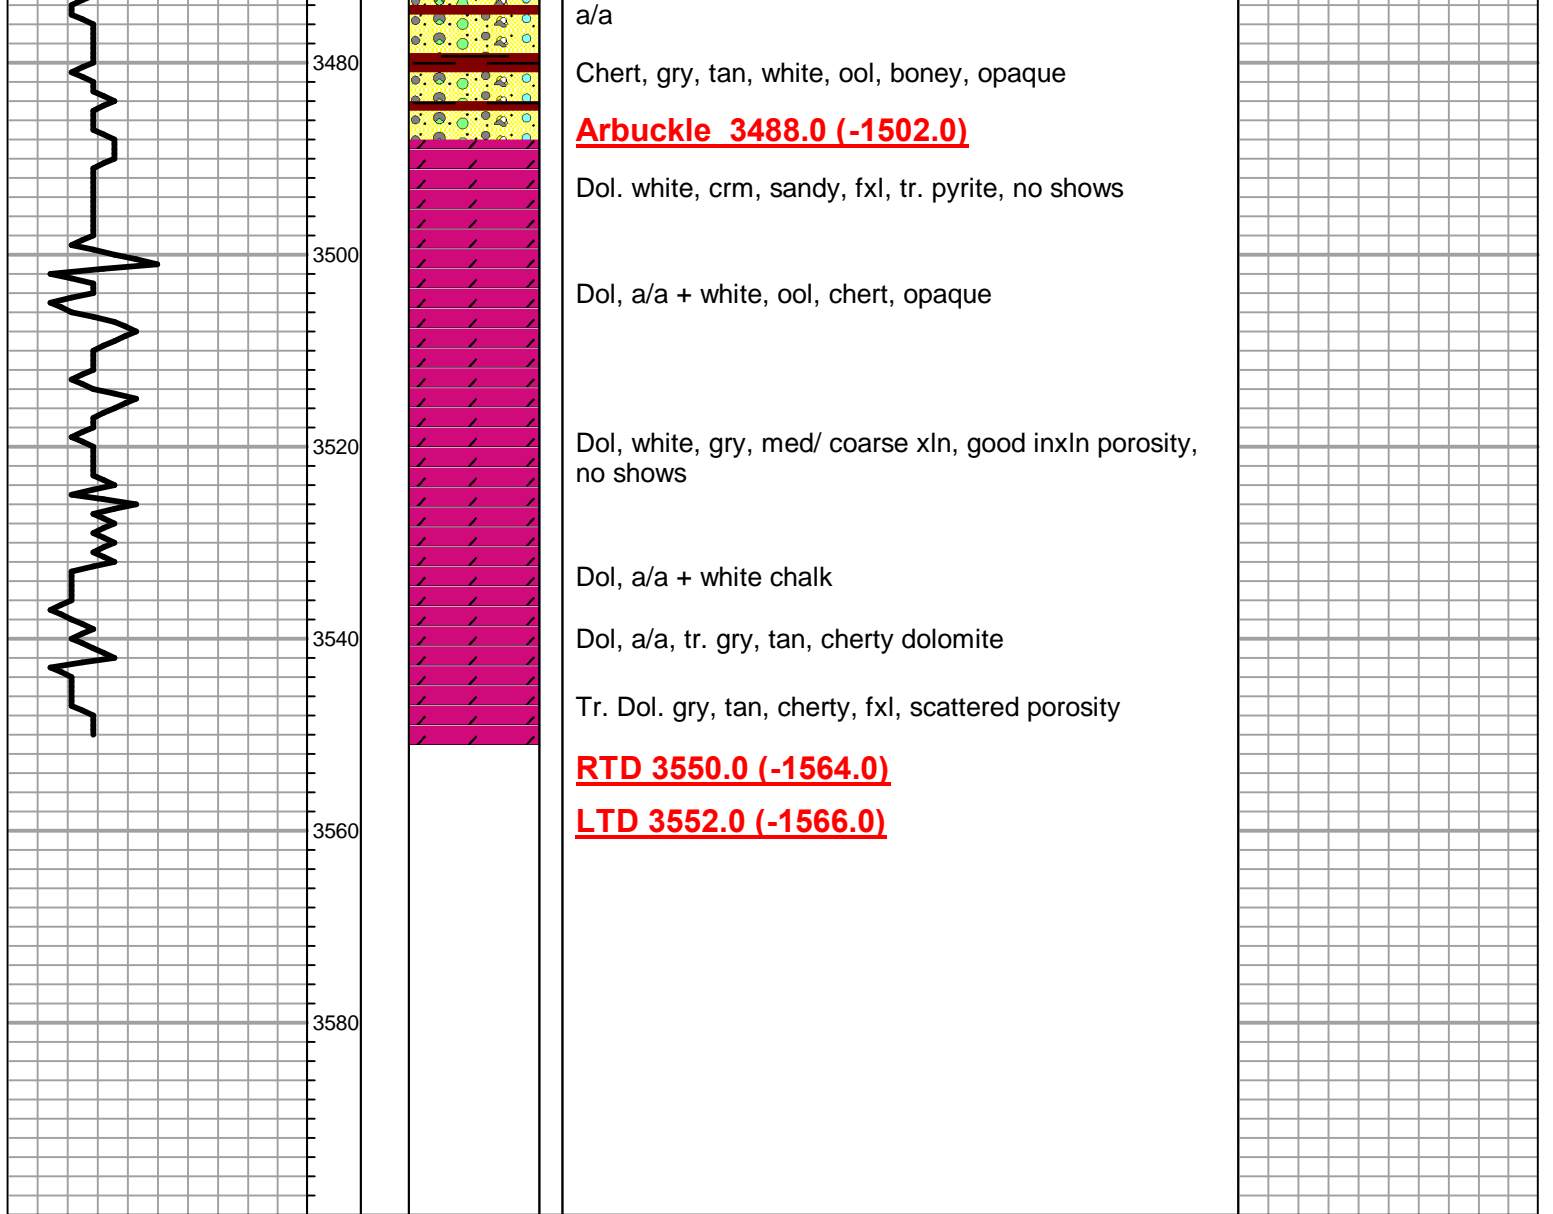 a/a
3480
Chert, gry, tan, white, ool, boney, opaque
Arbuckle 3488.0 (-1502.0)
Dol. white, crm, sandy, fxl, tr. pyrite, no shows
3500
Dol, a/a + white, ool, chert, opaque
3520
Dol, white, gry, med/ coarse xln, good inxln porosity,
no shows
Dol, a/a + white chalk
3540
Dol, a/a, tr. gry, tan, cherty dolomite
Tr. Dol. gry, tan, cherty, fxl, scattered porosity
RTD 3550.0 (-1564.0)
LTD 3552.0 (-1566.0)
3560
3580